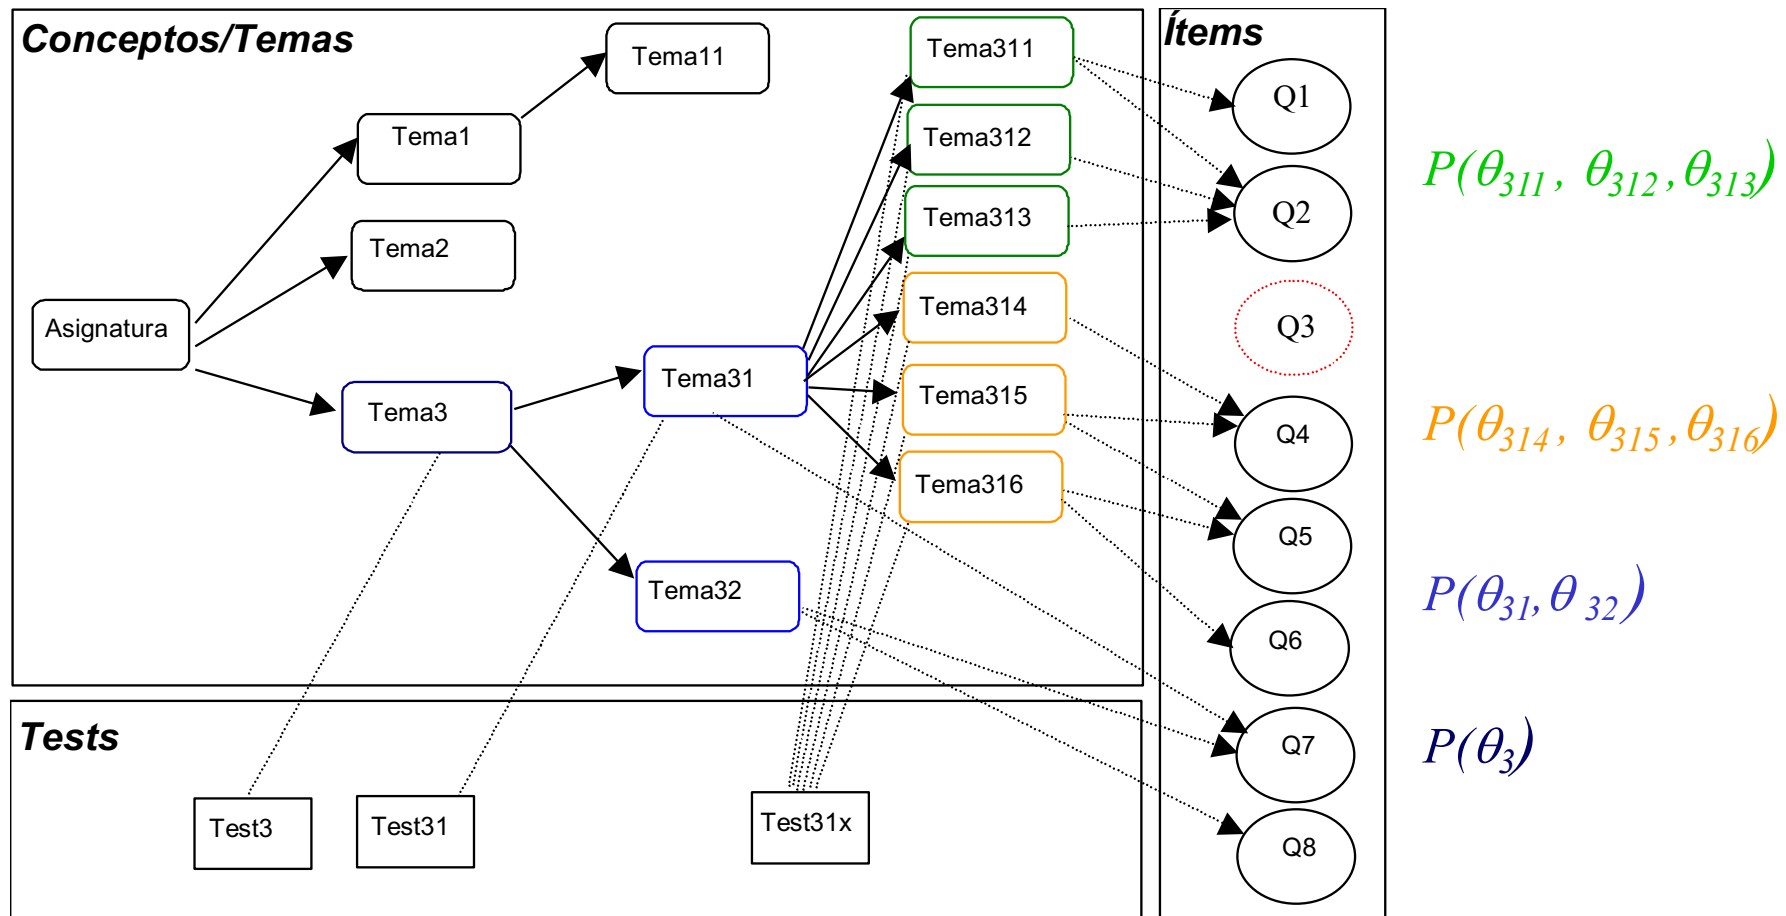 Conceptos/Temas
Asignatura
Tema1
Tema2
Tema3
Tema11
Tema31
Tema32
Tema311
Tema312
Tema313
Tema314
Tema315
Tema316
Ítems
Q1
Q2
Q3
Q4
Q5
Q6
Q7
Q8
P(θ311, θ312,θ313)
P(θ314, θ315,θ316)
P(θ31,θ 32)
P(θ3)
Tests
Test3
Test31
Test31x